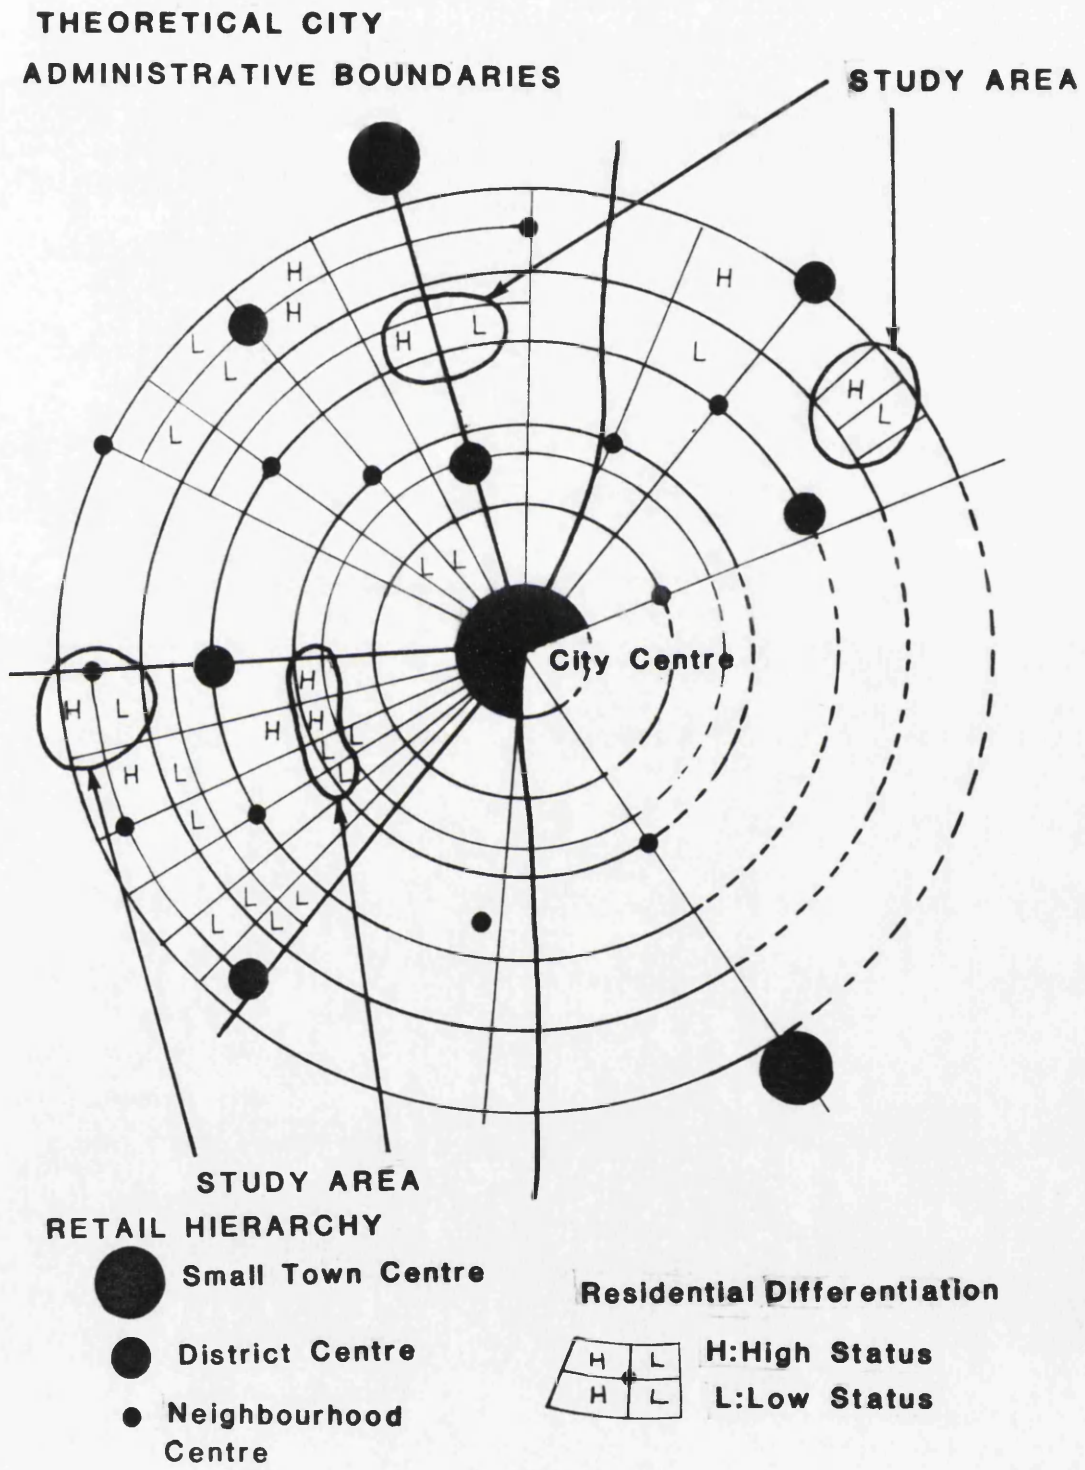 THEORETICAL CITY
ADMINISTRATIVE BOUNDARIES
STUDY AREA
H
H
L
L
L
H
L
H
L
H
L
L
L
City Centre
H
H
H
L
L
L
L
H
L
H
L
L
L
L
L
L
STUDY AREA
RETAIL HIERARCHY
Small Town Centre
District Centre
Neighbourhood
Centre
Residential Differentiation
H L
H L
H:High Status
L:Low Status